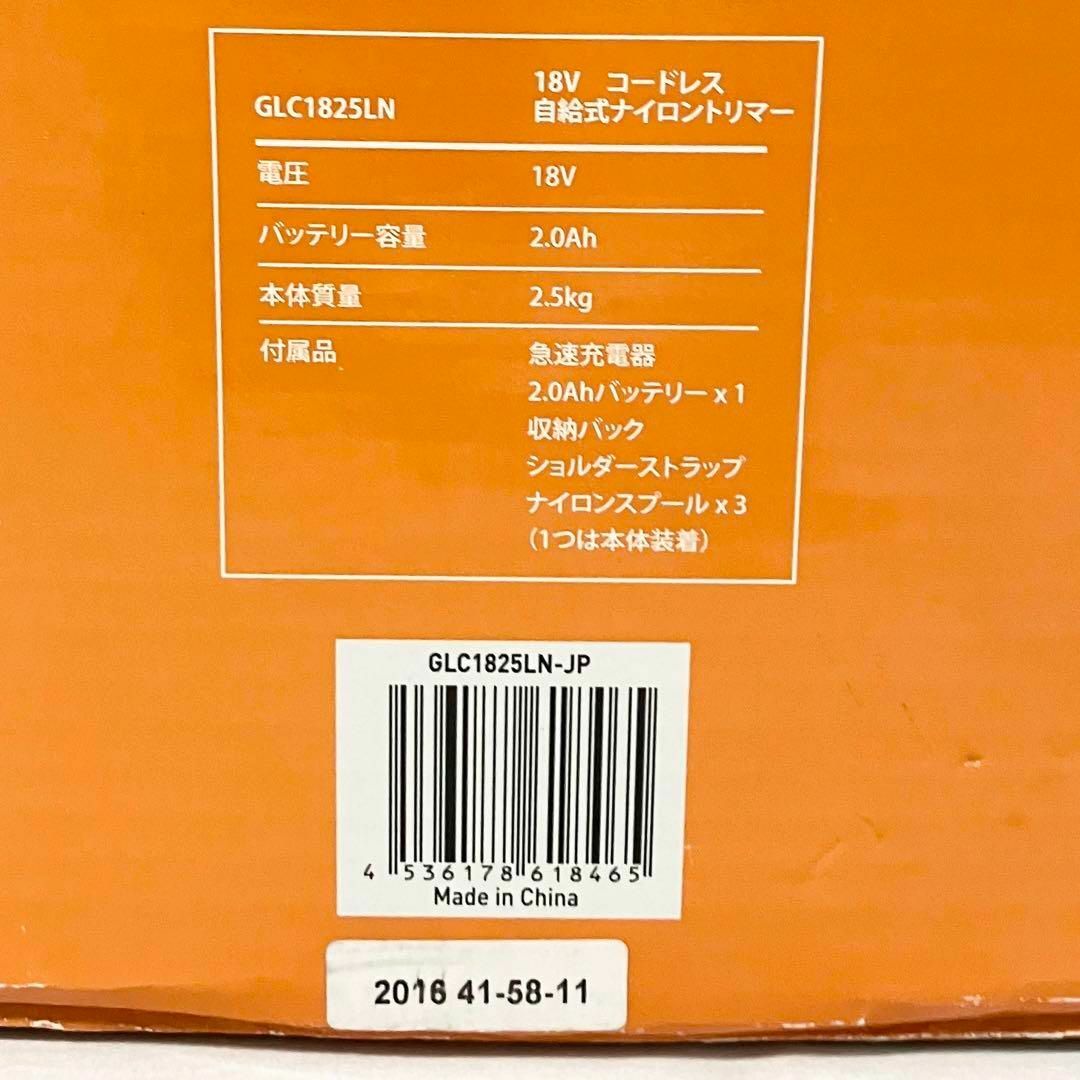 GLC1825LN
18V コードレス
自給式ナイロントリマー
電圧 18V
バッテリー容量 2.0Ah
本体質量 2.5kg
付属品 急速充電器
2.0Ahバッテリー x 1
収納バック
ショルダーストラップ
ナイロンスプール x 3
(1つは本体装着)
GLC1825LN-JP
4 536178 618465
Made in China
2016 41-58-11